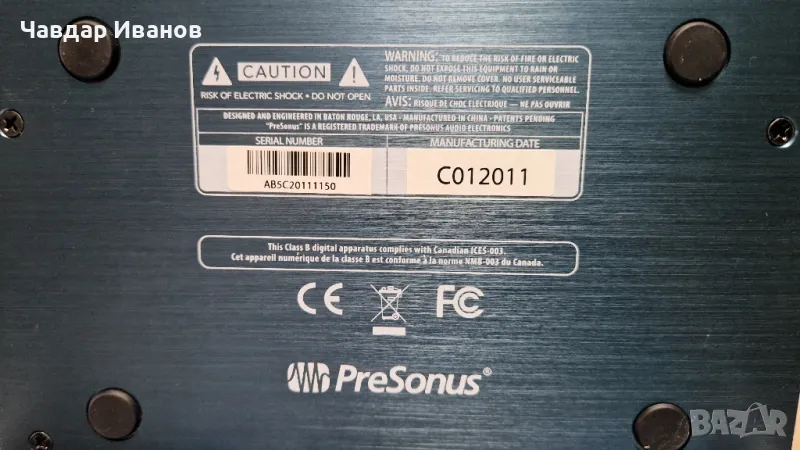 Чавдар Иванов
CAUTION
RISK OF ELECTRIC SHOCK • DO NOT OPEN
WARNING: TO REDUCE THE RISK OF FIRE OR ELECTRIC
SHOCK, DO NOT EXPOSE THIS EQUIPMENT TO RAIN OR
MOISTURE. DO NOT REMOVE COVER. NO USER SERVICEABLE
PARTS INSIDE. REFER SERVICING TO QUALIFIED PERSONNEL.
AVIS: RISQUE DE CHOC ELECTRIQUE — NE PAS OUVRIR
DESIGNED AND ENGINEERED IN BATON ROUGE, LA, USA · MANUFACTURED IN CHINA · PATENTS PENDING
"PreSonus" IS A REGISTERED TRADEMARK OF PRESONUS AUDIO ELECTRONICS
SERIAL NUMBER
AB5C20111150
MANUFACTURING DATE
C012011
This Class B digital apparatus complies with Canadian ICES-003.
Cet appareil numérique de la classe B est conforme à la norme NMB-003 du Canada.
CE FC
PreSonus®
BAZAR